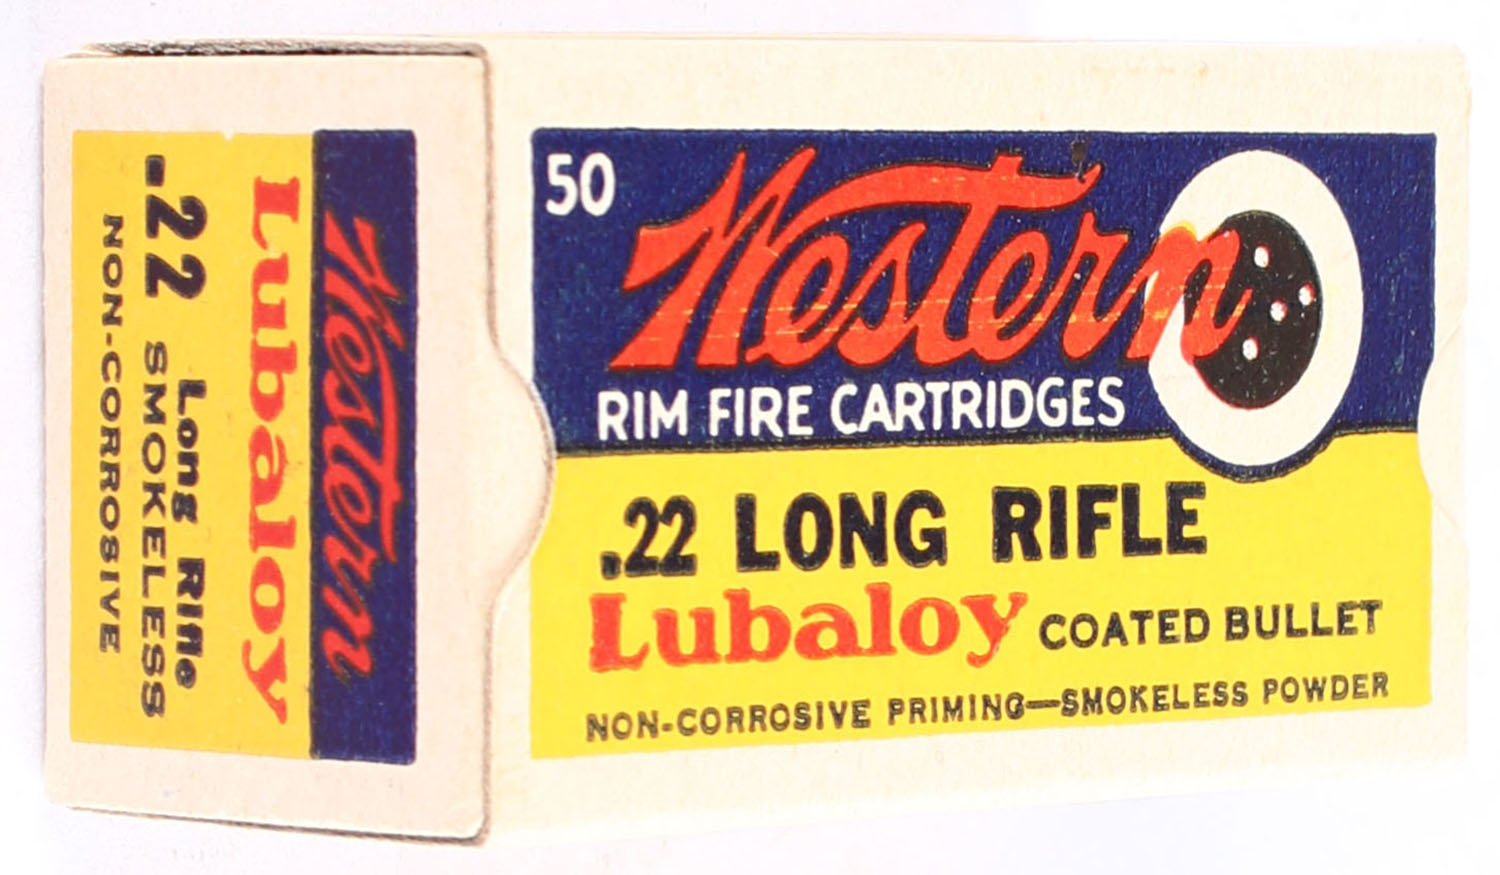 50
Western
RIM FIRE CARTRIDGES
.22 LONG RIFLE
Lubaloy COATED BULLET
NON-CORROSIVE PRIMING—SMOKELESS POWDER
Western
Lubaloy
.22 Long Rifle
SMOKELESS
NON-CORROSIVE